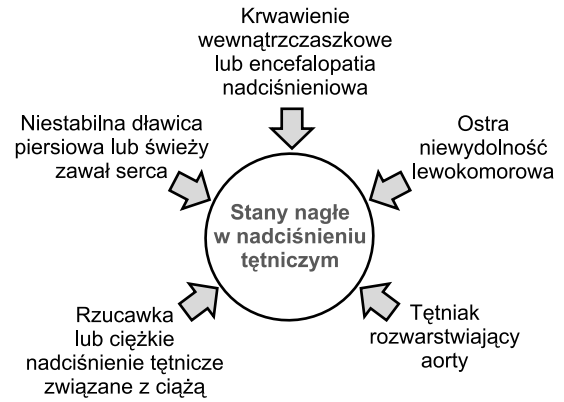 Krwawienie
wewnątrzczaszkowe
lub encefalopatia
nadciśnieniowa
Niestabilna dławica
piersiowa lub świeży
zawał serca
Ostra
niewydolność
lewokomorowa
Stany nagłe
w nadciśnieniu
tętniczym
Rzucawka
lub ciężkie
nadciśnienie tętnicze
związane z ciążą
Tętniak
rozwarstwiający
aorty